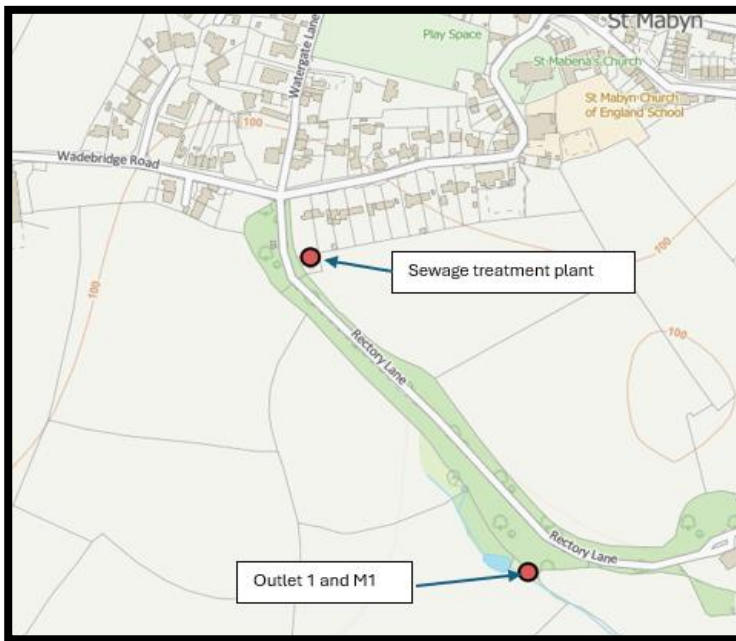 St Mabyn
Play Space
Watergate Lane
St Mabena's Church
St Mabyn Church
of England School
100
Wadebridge Road
100
100
100
Sewage treatment plant
Rectory Lane
Rectory Lane
Outlet 1 and M1